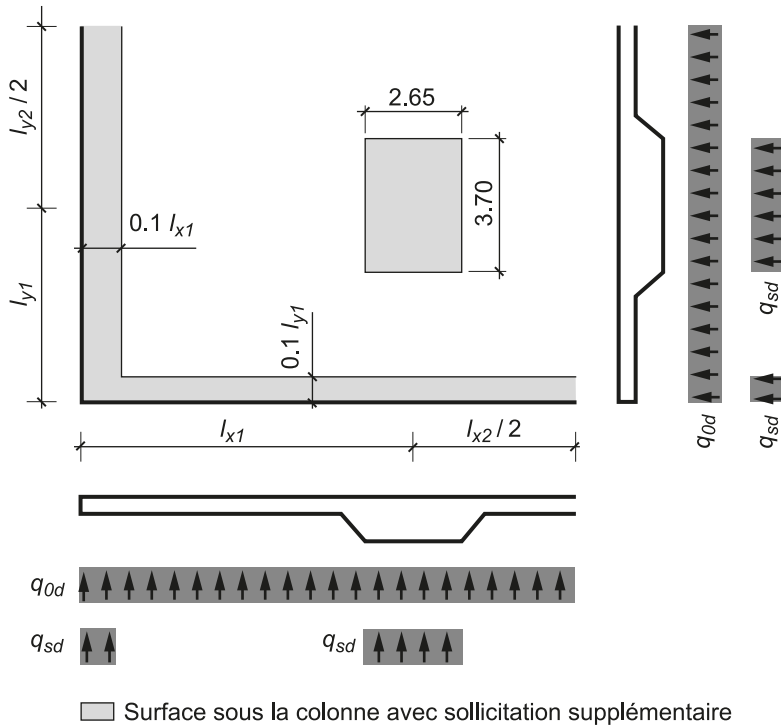 2.65
l_y2 / 2
3.70
0.1 l_x1
l_y1
0.1 l_y1
q_sd
q_0d
q_sd
l_x1
l_x2 / 2
q_0d
q_sd
q_sd
Surface sous la colonne avec sollicitation supplémentaire